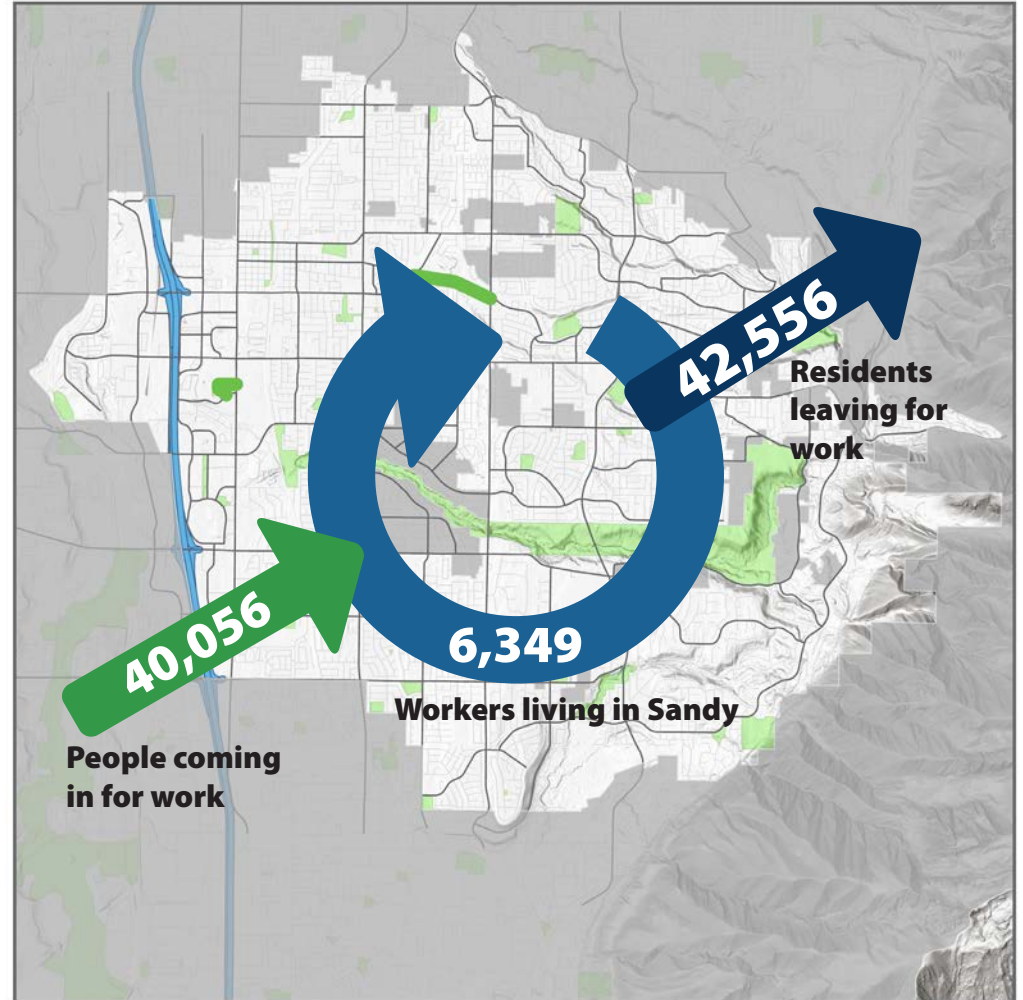 42,556
Residents
leaving for
work
40,056
6,349
Workers living in Sandy
People coming
in for work